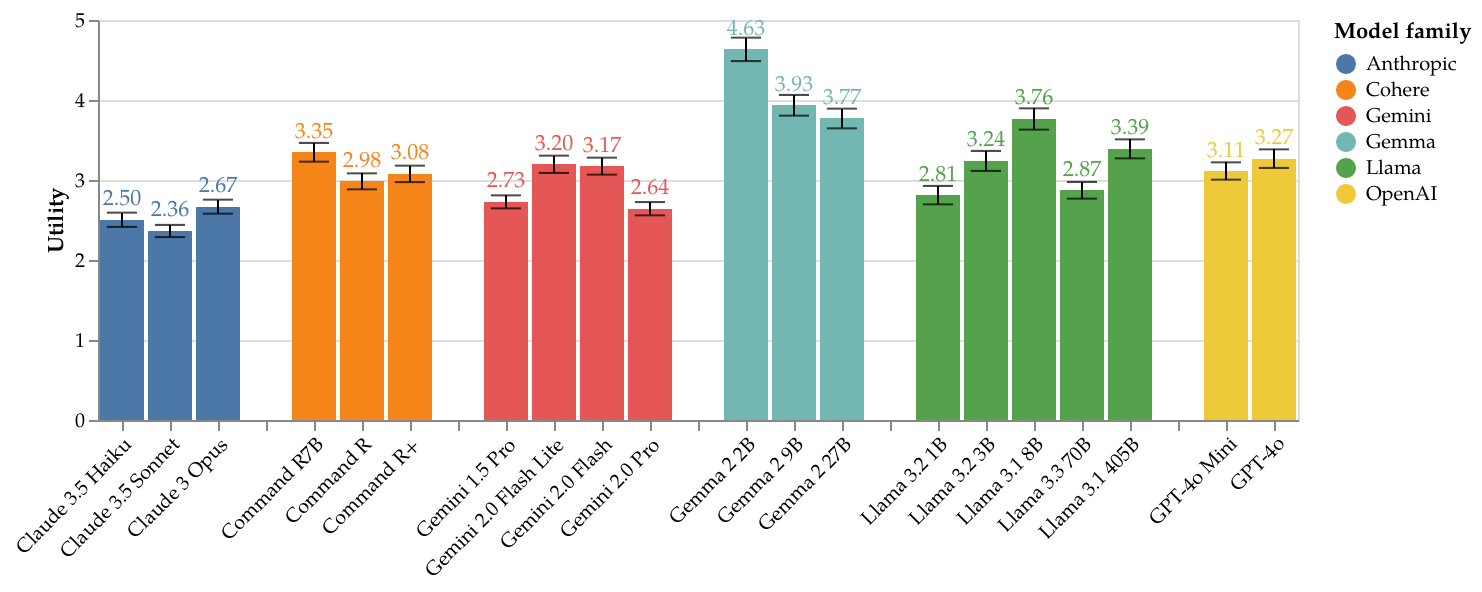 5
4
3
2
1
0
Utility
2.50
2.36
2.67
3.35
2.98
3.08
2.73
3.20
3.17
2.64
4.63
3.93
3.77
2.81
3.24
3.76
2.87
3.39
3.11
3.27
Claude 3.5 Haiku
Claude 3.5 Sonnet
Claude 3 Opus
Command R7B
Command R
Command R+
Gemini 1.5 Pro
Gemini 2.0 Flash Lite
Gemini 2.0 Flash
Gemini 2.0 Pro
Gemma 2 2B
Gemma 2 9B
Gemma 2 27B
Llama 3.2 1B
Llama 3.2 3B
Llama 3.1 8B
Llama 3.3 70B
Llama 3.1 405B
GPT-4o Mini
GPT-4o
Model family
Anthropic
Cohere
Gemini
Gemma
Llama
OpenAI